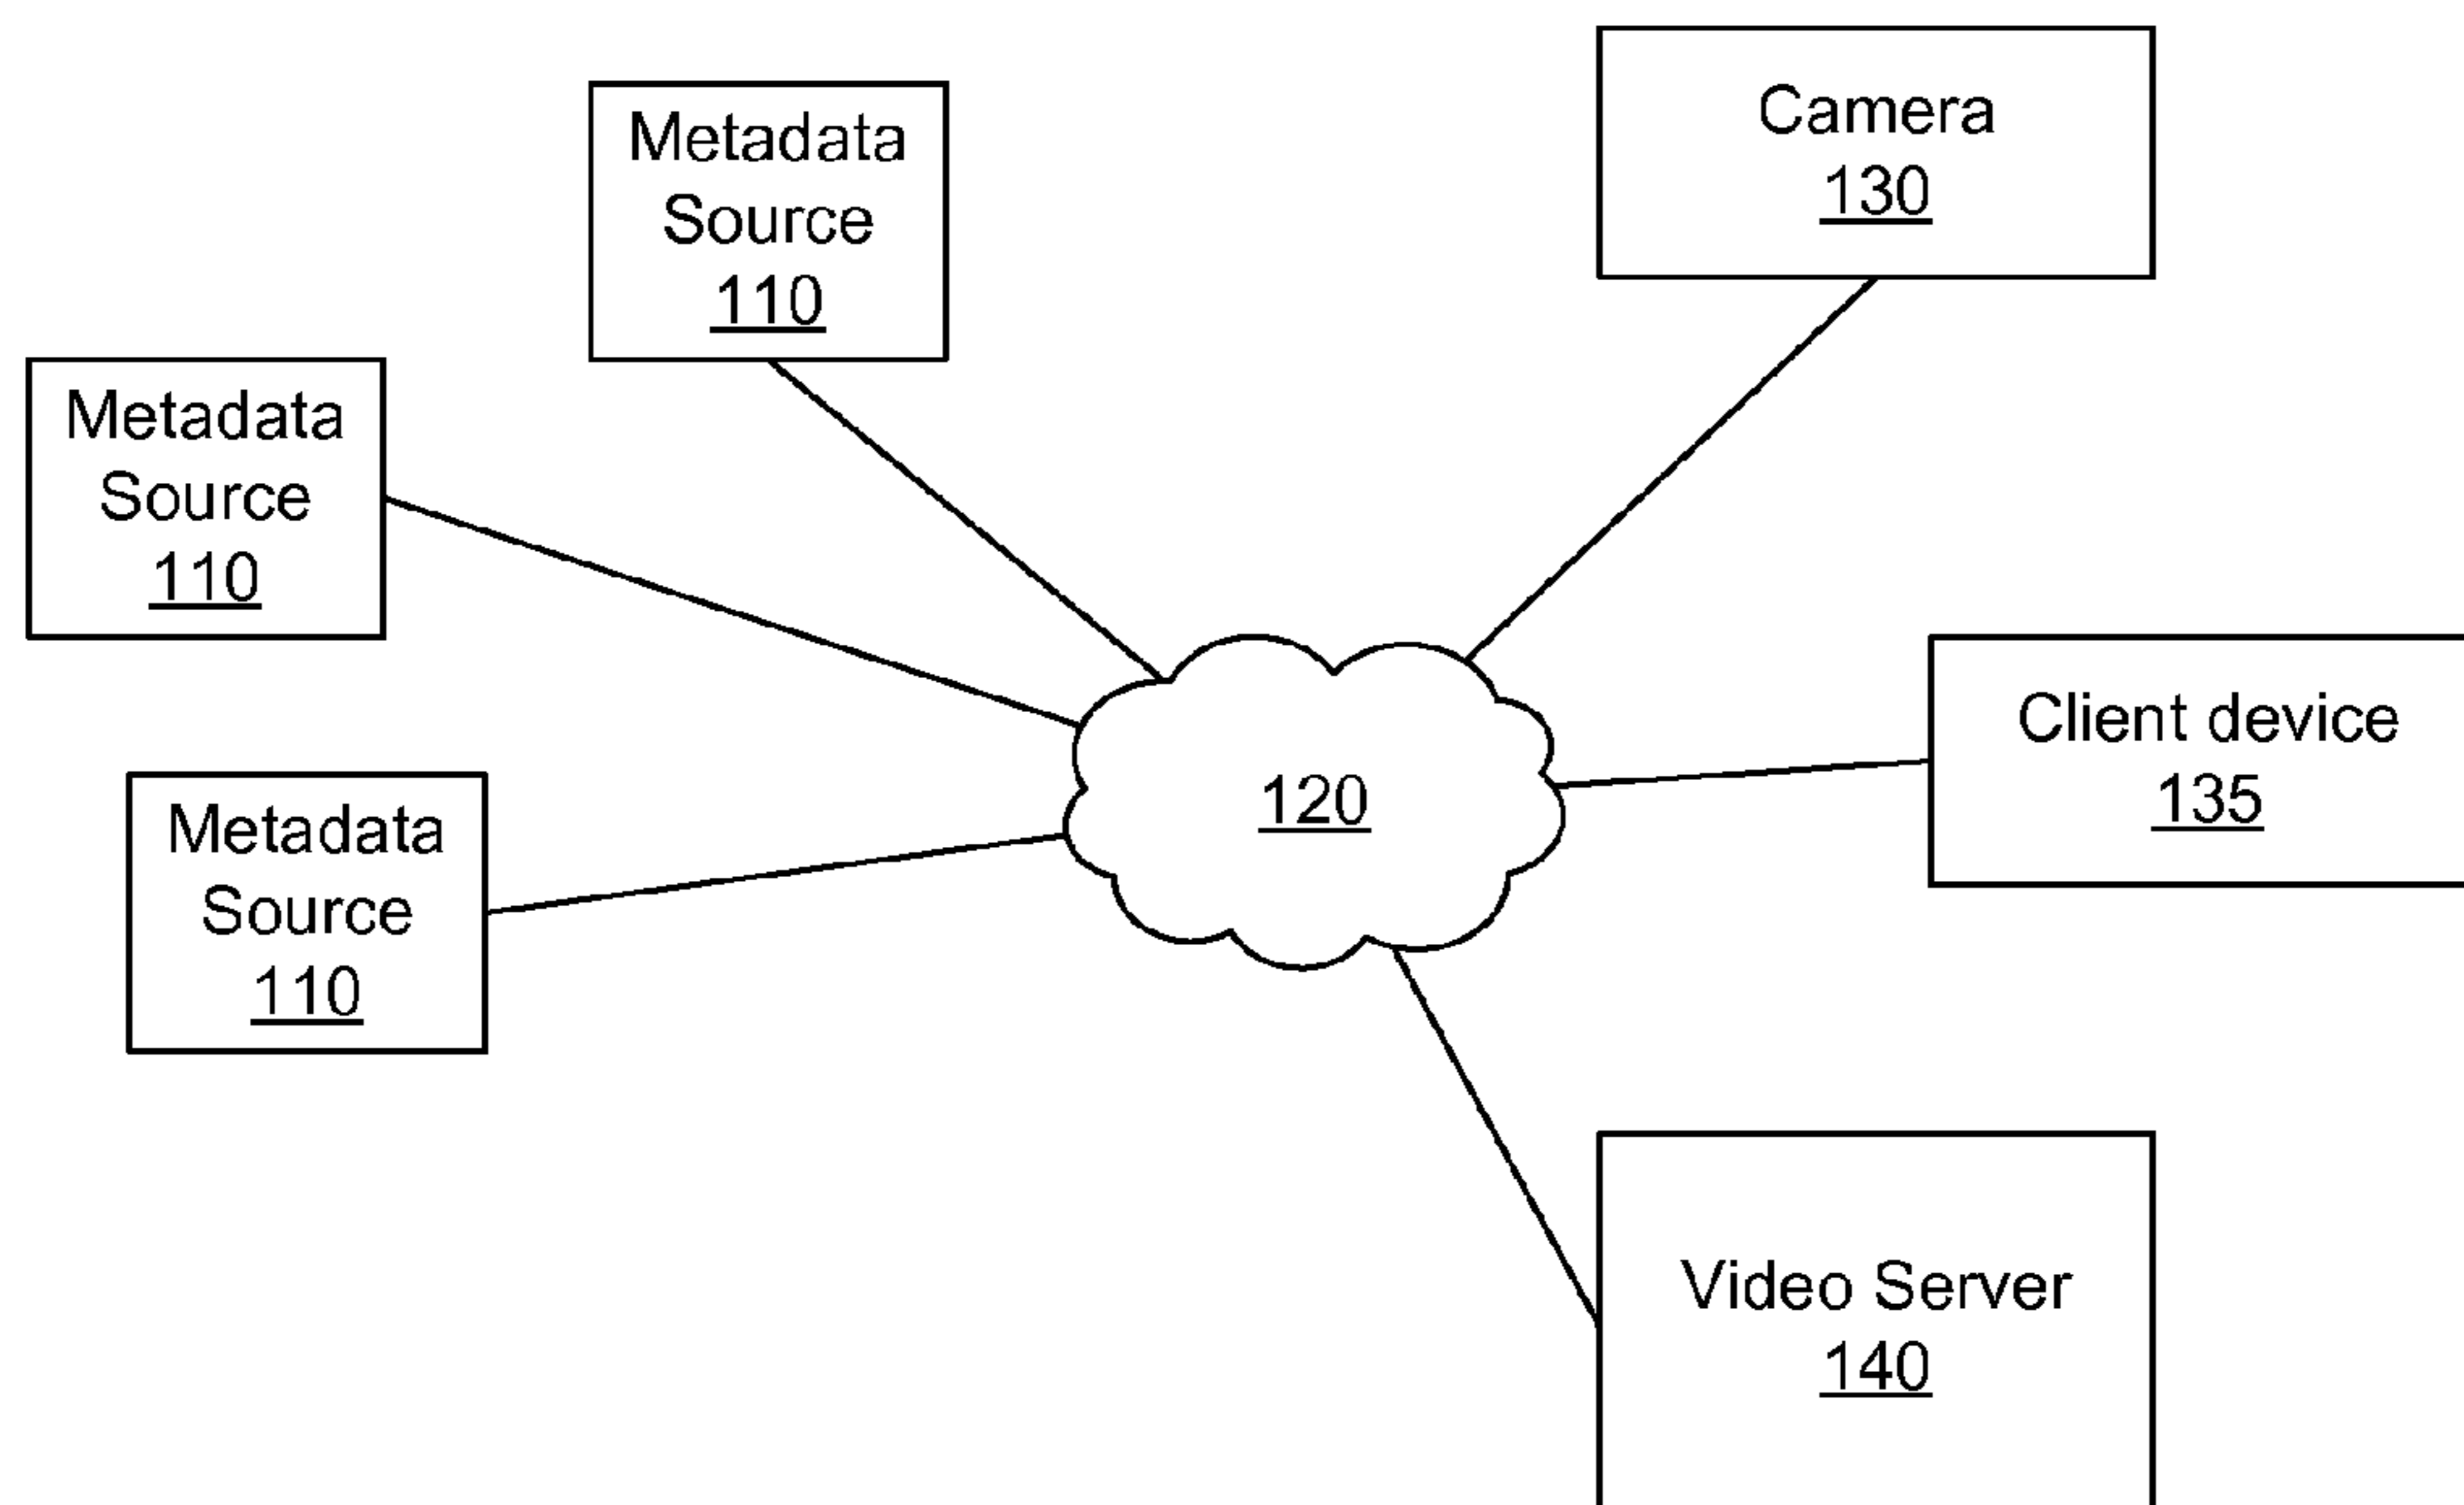 Camera
130
Metadata
Source
110
Metadata
Source
110
Client device
135
120
Metadata
Source
110
Video Server
140